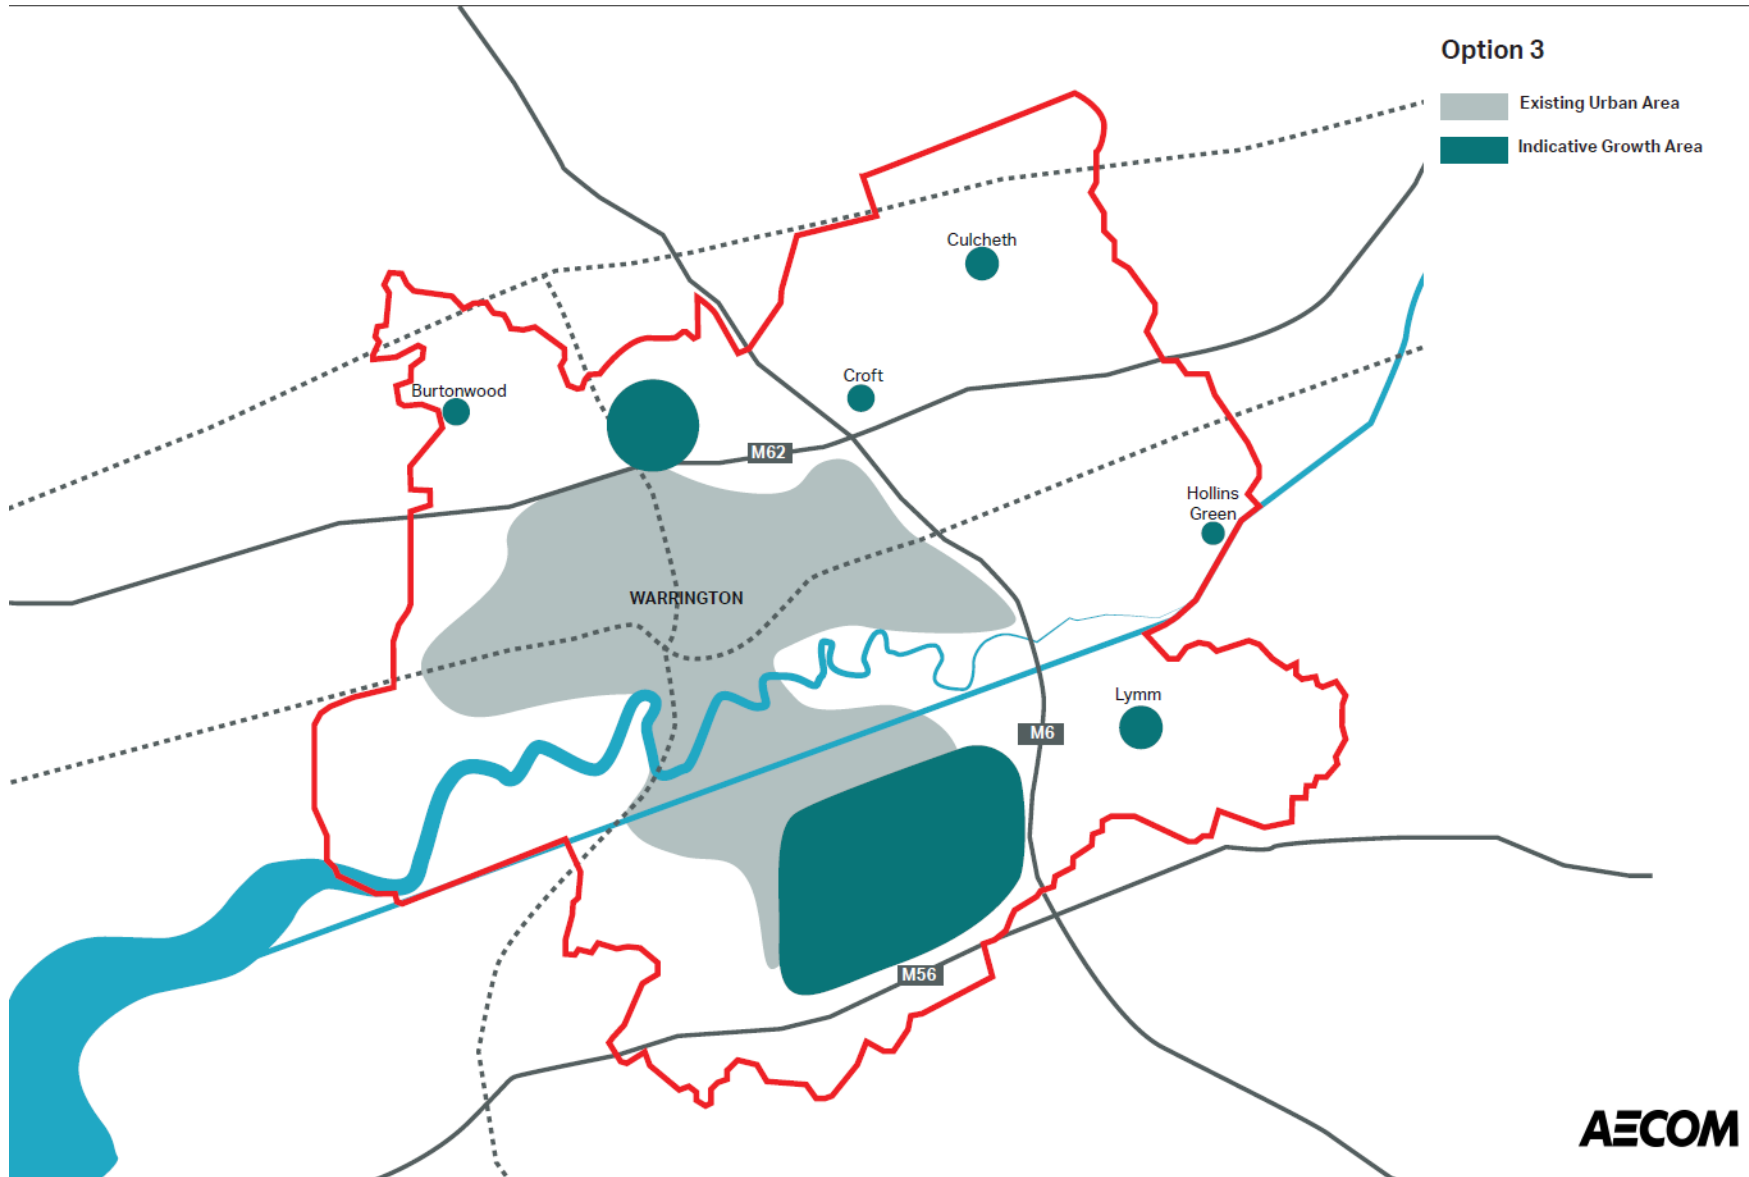 Option 3
Existing Urban Area
Indicative Growth Area
Culcheth
Croft
Burtonwood
M62
Hollins
Green
WARRINGTON
Lymm
M6
M56
AECOM